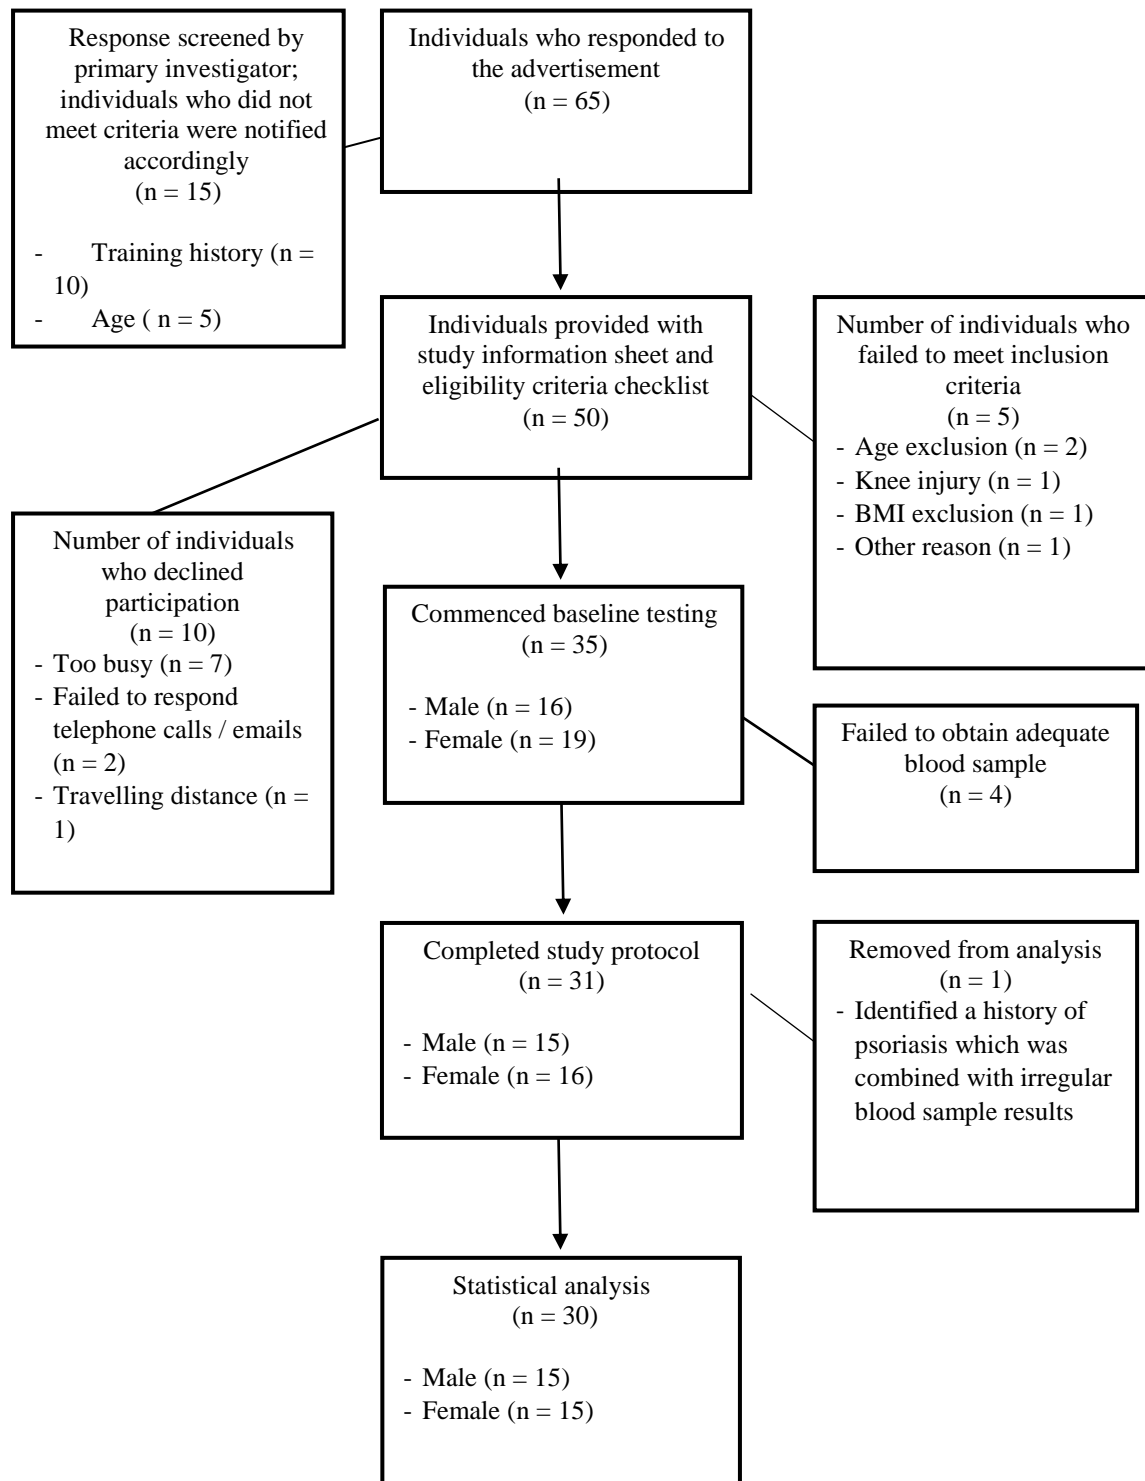 Response screened by
primary investigator;
individuals who did not
meet criteria were notified
accordingly
(n = 15)
- Training history (n =
10)
- Age ( n = 5)
Individuals who responded to
the advertisement
(n = 65)
Individuals provided with
study information sheet and
eligibility criteria checklist
(n = 50)
Number of individuals who
failed to meet inclusion
criteria
(n = 5)
- Age exclusion (n = 2)
- Knee injury (n = 1)
- BMI exclusion (n = 1)
- Other reason (n = 1)
Number of individuals
who declined
participation
(n = 10)
- Too busy (n = 7)
- Failed to respond
telephone calls / emails
(n = 2)
- Travelling distance (n =
1)
Commenced baseline testing
(n = 35)
- Male (n = 16)
- Female (n = 19)
Failed to obtain adequate
blood sample
(n = 4)
Completed study protocol
(n = 31)
- Male (n = 15)
- Female (n = 16)
Removed from analysis
(n = 1)
- Identified a history of
psoriasis which was
combined with irregular
blood sample results
Statistical analysis
(n = 30)
- Male (n = 15)
- Female (n = 15)